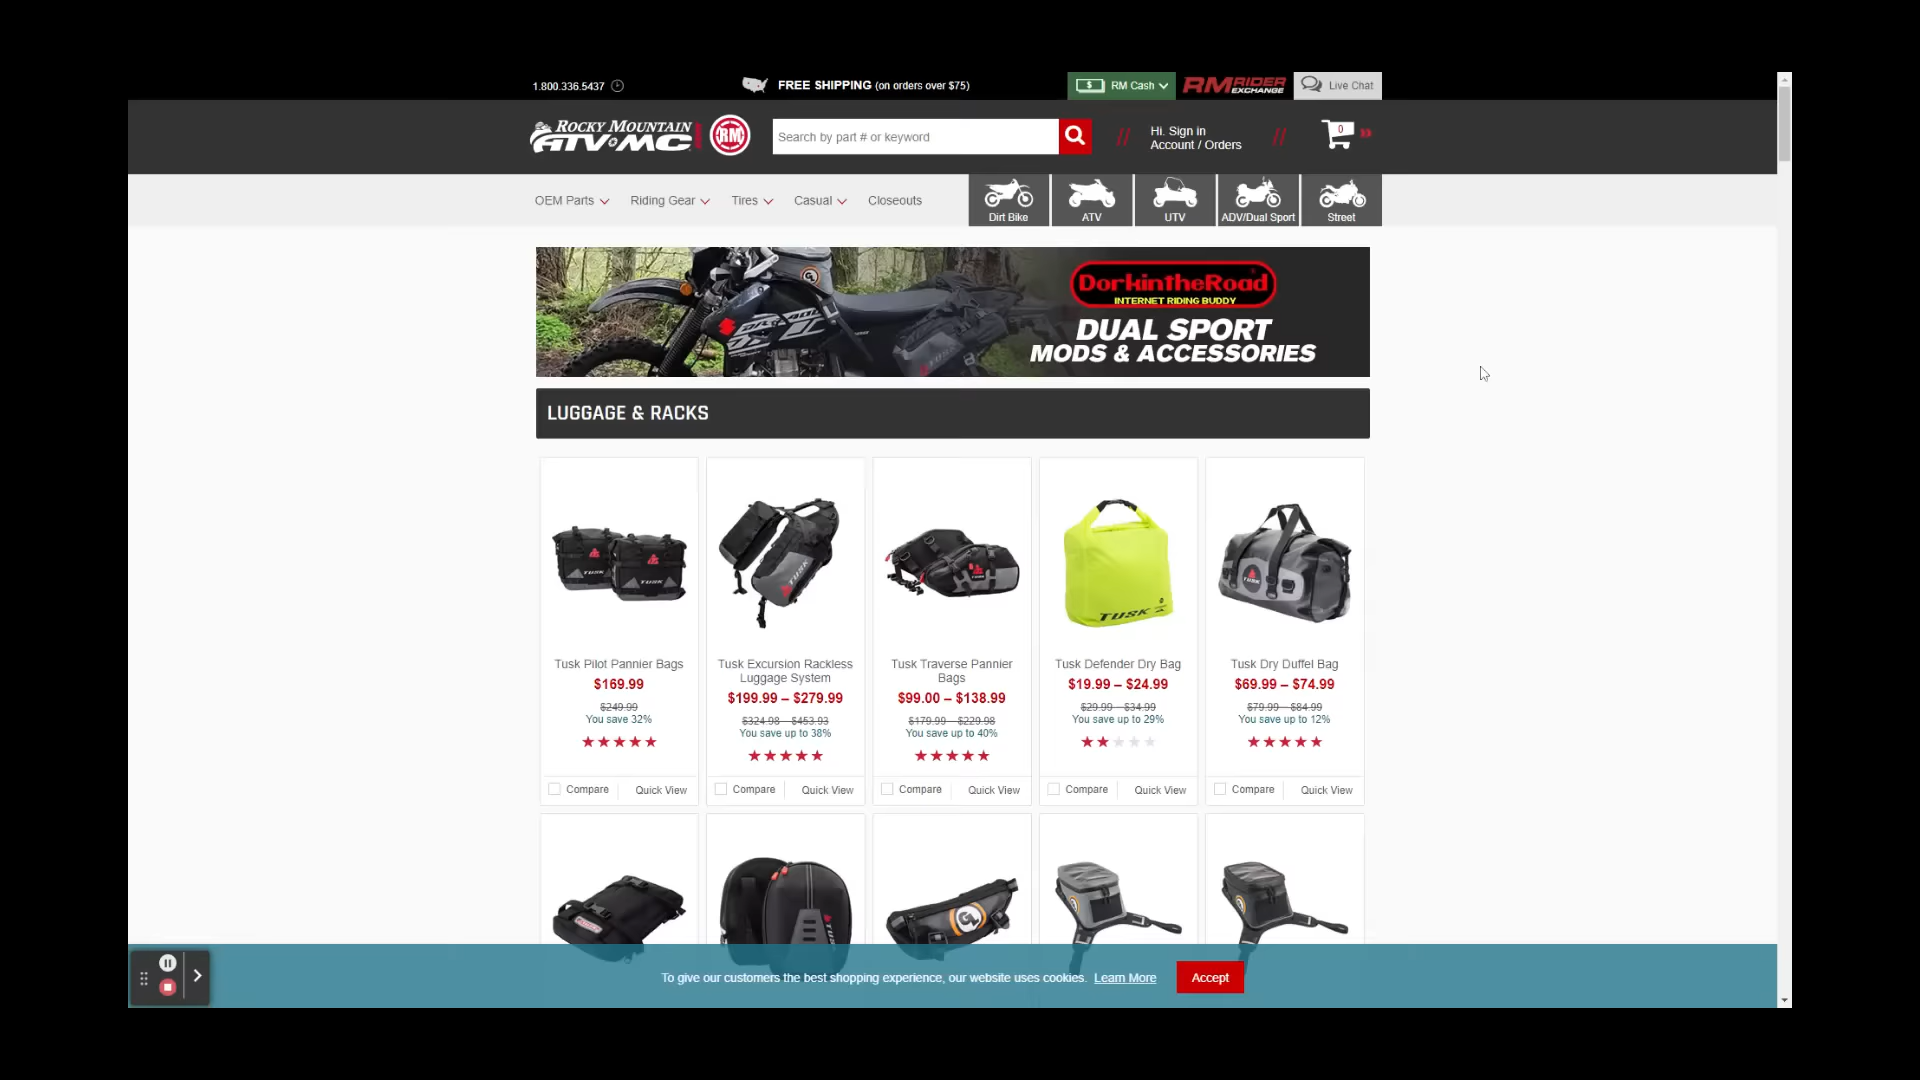 1.800.336.5437
FREE SHIPPING (on orders over $75)
RM Cash
RM RIDER EXCHANGE
Live Chat
ROCKY MOUNTAIN
ATV MC
RM
Search by part # or keyword
Hi. Sign in
Account / Orders
0
OEM Parts
Riding Gear
Tires
Casual
Closeouts
Dirt Bike
ATV
UTV
ADV/Dual Sport
Street
DorkintheRoad
INTERNET RIDING BUDDY
DUAL SPORT
MODS & ACCESSORIES
LUGGAGE & RACKS
TUSK
TUSK
TUSK
TUSK
Tusk Pilot Pannier Bags
$169.99
$249.99
You save 32%
Compare
Quick View
Tusk Excursion Rackless
Luggage System
$199.99 – $279.99
$324.98 – $453.93
You save up to 38%
Compare
Quick View
Tusk Traverse Pannier
Bags
$99.00 – $138.99
$179.99 – $229.98
You save up to 40%
Compare
Quick View
Tusk Defender Dry Bag
$19.99 – $24.99
$29.99 – $34.99
You save up to 29%
Compare
Quick View
Tusk Dry Duffel Bag
$69.99 – $74.99
$79.99 – $84.99
You save up to 12%
Compare
Quick View
To give our customers the best shopping experience, our website uses cookies. Learn More
Accept